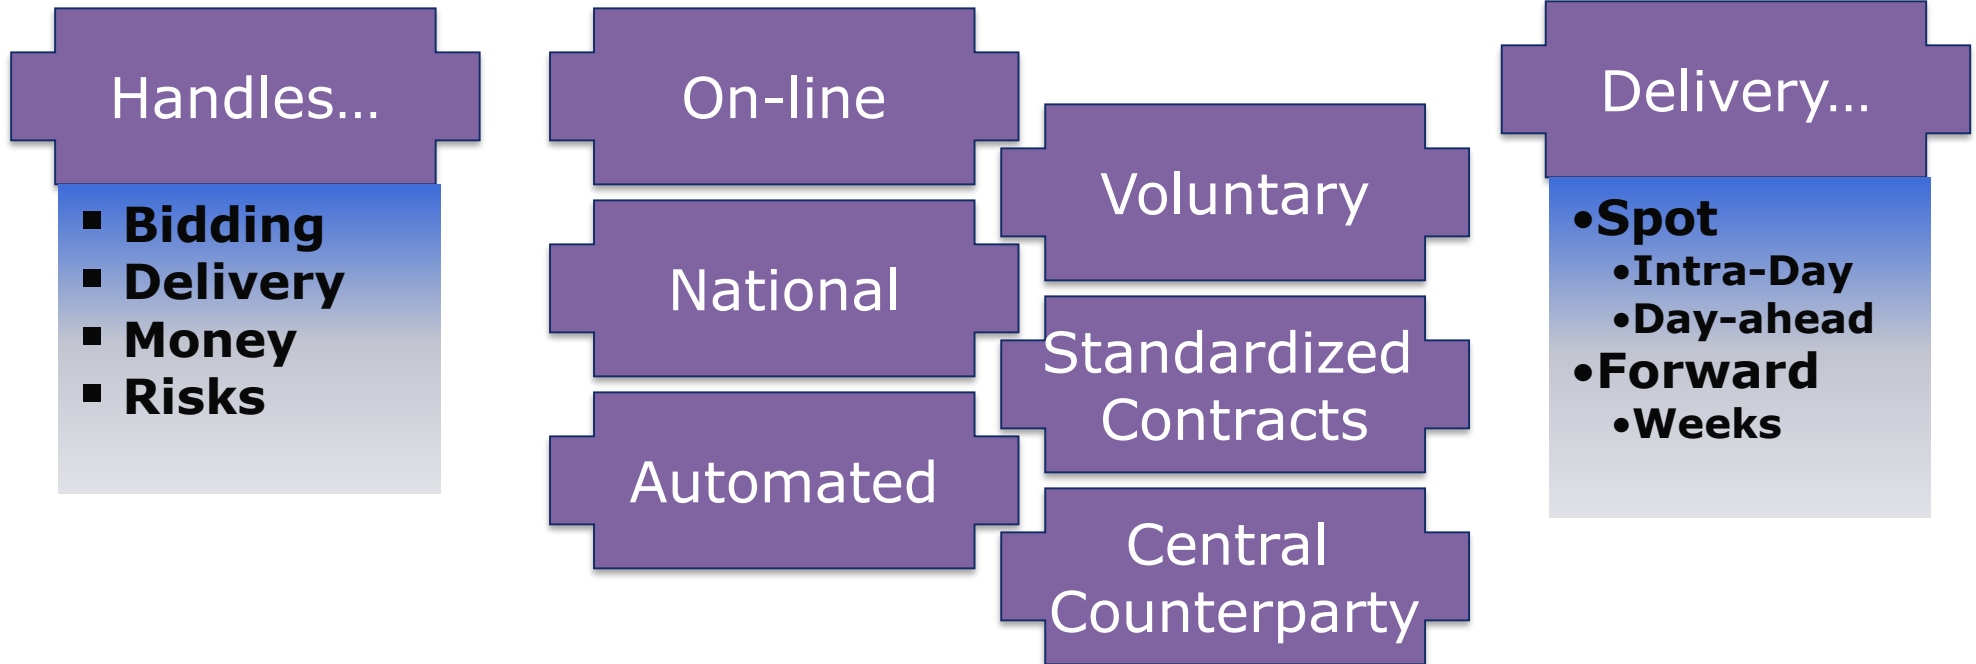 Handles…
▪ Bidding
▪ Delivery
▪ Money
▪ Risks
On-line
National
Automated
Voluntary
Standardized
Contracts
Central
Counterparty
Delivery…
•Spot
•Intra-Day
•Day-ahead
•Forward
•Weeks